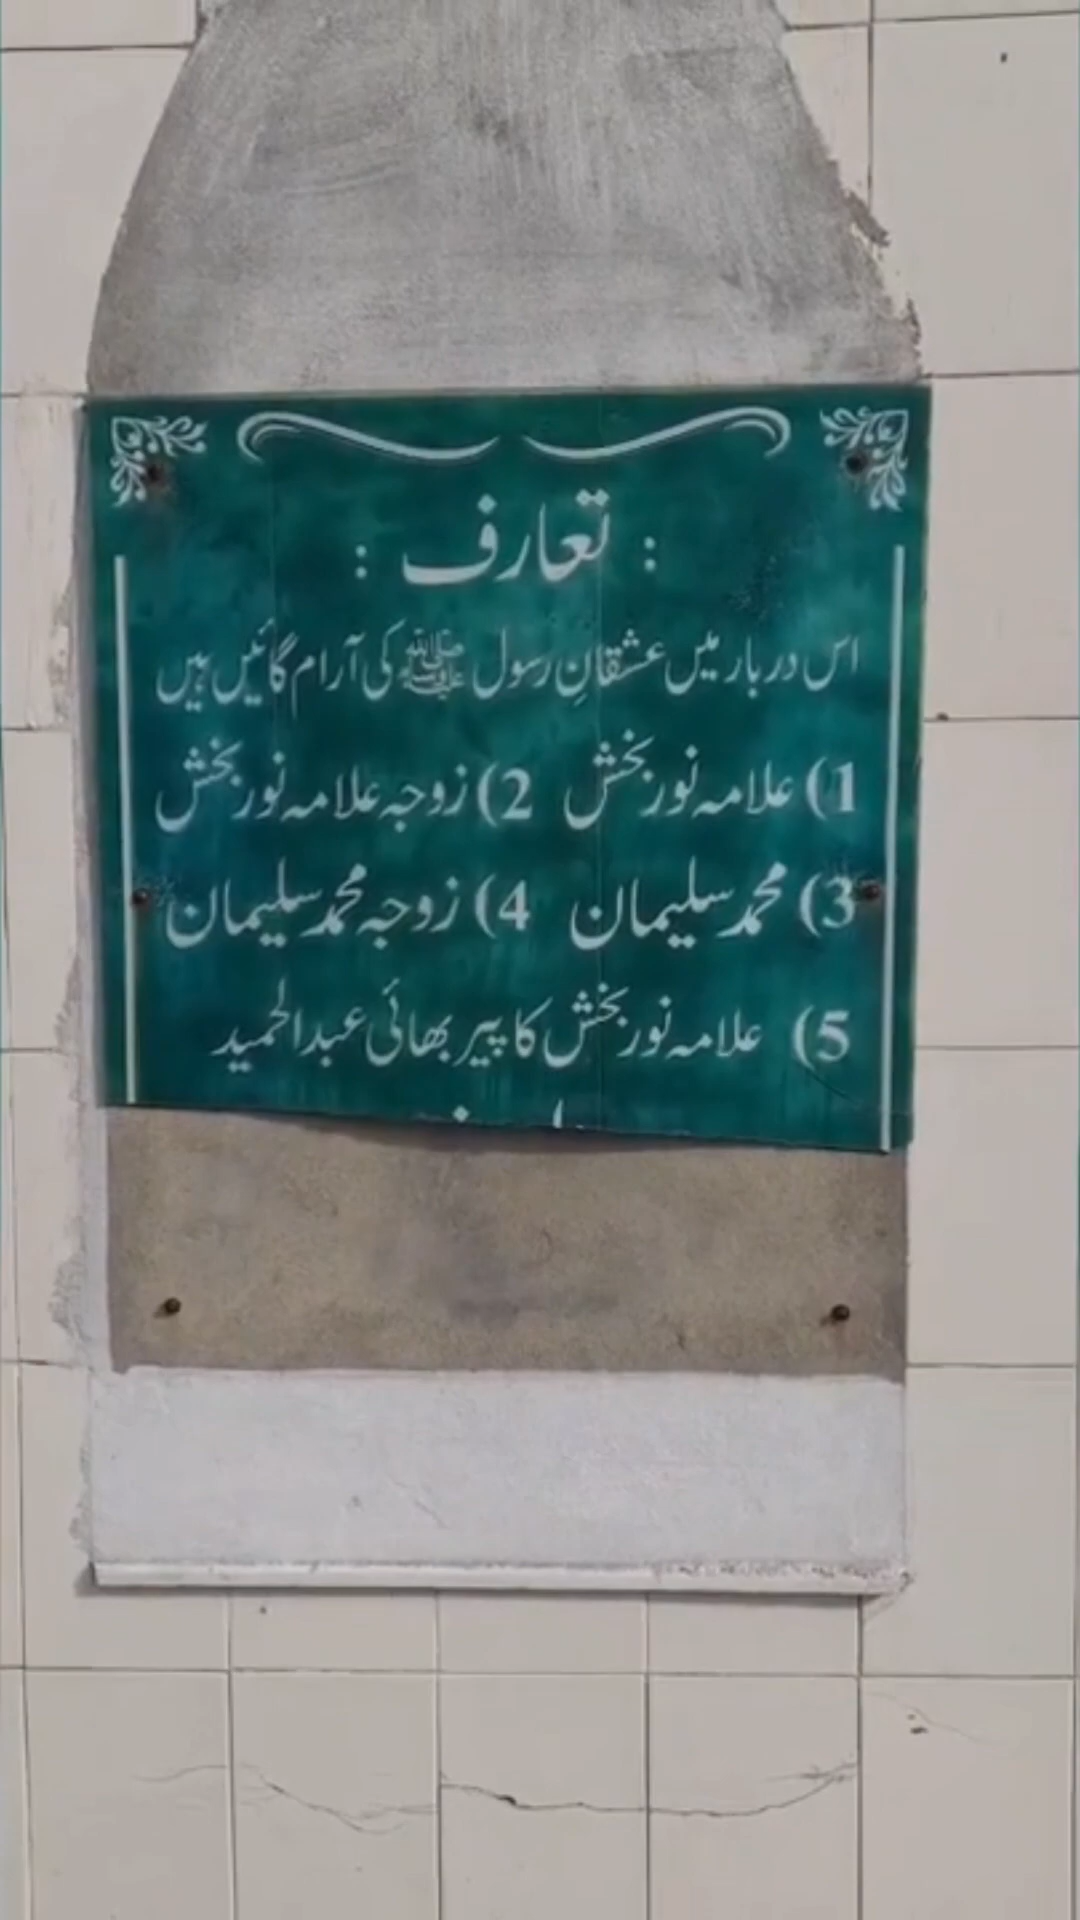 : تعارف :
اس دربار میں عشقانِ رسول ﷺ کی آرام گائیں ہیں
1) علامہ نور بخش 2) زوجہ علامہ نور بخش
3) محمد سلیمان 4) زوجہ محمد سلیمان
5) علامہ نور بخش کا پیر بھائی عبدالحمید